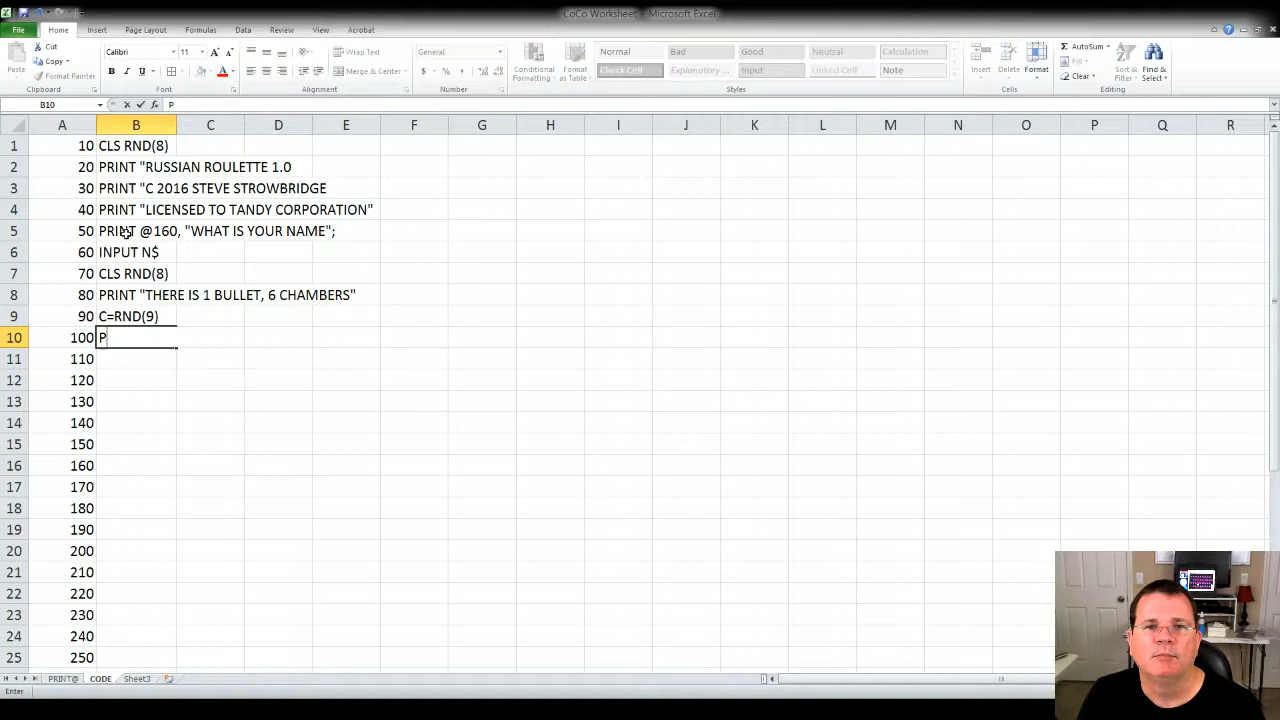 CoCo Worksheet - Microsoft Excel
File Home Insert Page Layout Formulas Data Review View Acrobat
Paste Cut Copy Format Painter Clipboard
Calibri 11 B I U A Font
Wrap Text Merge & Center Alignment
General % , Number
Conditional Formatting Format as Table
Normal Bad Good Neutral Calculation
Check Cell Explanatory ... Input Linked Cell Note
Styles
Insert Delete Format Cells
AutoSum Fill Clear Sort & Filter Find & Select Editing
B10 fx P
A B C D E F G H I J K L M N O P Q R
1 10 CLS RND(8)
2 20 PRINT "RUSSIAN ROULETTE 1.0
3 30 PRINT "C 2016 STEVE STROWBRIDGE
4 40 PRINT "LICENSED TO TANDY CORPORATION"
5 50 PRINT @160, "WHAT IS YOUR NAME";
6 60 INPUT N$
7 70 CLS RND(8)
8 80 PRINT "THERE IS 1 BULLET, 6 CHAMBERS"
9 90 C=RND(9)
10 100 P
11 110
12 120
13 130
14 140
15 150
16 160
17 170
18 180
19 190
20 200
21 210
22 220
23 230
24 240
25 250
PRINT@ CODE Sheet3
Enter